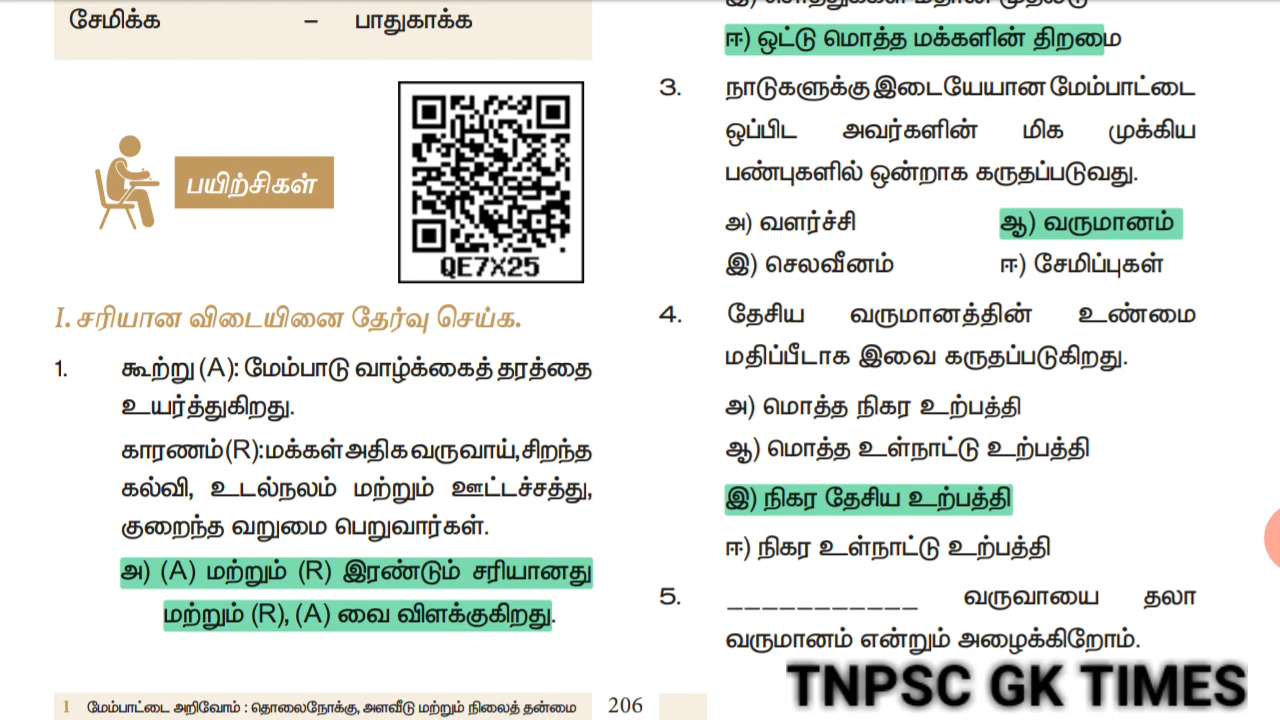 சேமிக்க – பாதுகாக்க
பயிற்சிகள்
QE7X25
I. சரியான விடையினை தேர்வு செய்க.
1. கூற்று (A): மேம்பாடு வாழ்க்கைத் தரத்தை
உயர்த்துகிறது.
காரணம் (R): மக்கள் அதிக வருவாய், சிறந்த
கல்வி, உடல்நலம் மற்றும் ஊட்டச்சத்து,
குறைந்த வறுமை பெறுவார்கள்.
அ) (A) மற்றும் (R) இரண்டும் சரியானது
மற்றும் (R), (A) வை விளக்குகிறது.
1 மேம்பாட்டை அறிவோம் : தொலைநோக்கு, அளவீடு மற்றும் நிலைத் தன்மை 206
ஈ) ஒட்டு மொத்த மக்களின் திறமை
3. நாடுகளுக்கு இடையேயான மேம்பாட்டை
ஒப்பிட அவர்களின் மிக முக்கிய
பண்புகளில் ஒன்றாக கருதப்படுவது.
அ) வளர்ச்சி ஆ) வருமானம்
இ) செலவீனம் ஈ) சேமிப்புகள்
4. தேசிய வருமானத்தின் உண்மை
மதிப்பீடாக இவை கருதப்படுகிறது.
அ) மொத்த நிகர உற்பத்தி
ஆ) மொத்த உள்நாட்டு உற்பத்தி
இ) நிகர தேசிய உற்பத்தி
ஈ) நிகர உள்நாட்டு உற்பத்தி
5. ___________ வருவாயை தலா
வருமானம் என்றும் அழைக்கிறோம்.
TNPSC GK TIMES